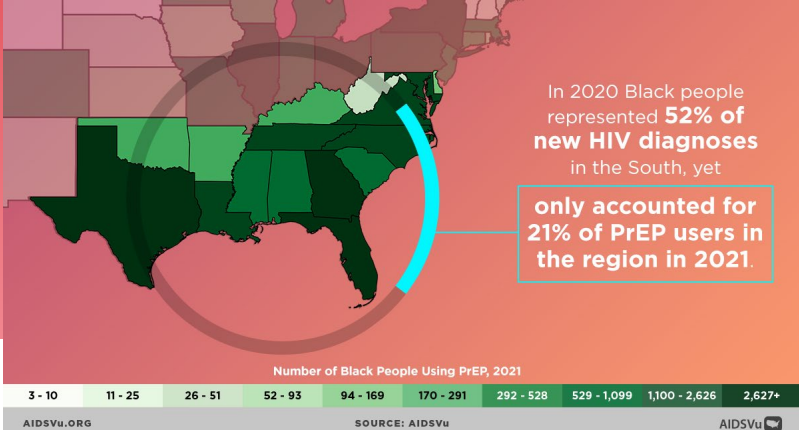 In 2020 Black people
represented 52% of
new HIV diagnoses
in the South, yet
only accounted for
21% of PrEP users in
the region in 2021.
Number of Black People Using PrEP, 2021
3 - 10 11 - 25 26 - 51 52 - 93 94 - 169 170 - 291 292 - 528 529 - 1,099 1,100 - 2,626 2,627+
AIDSVu.ORG SOURCE: AIDSVu AIDSVu